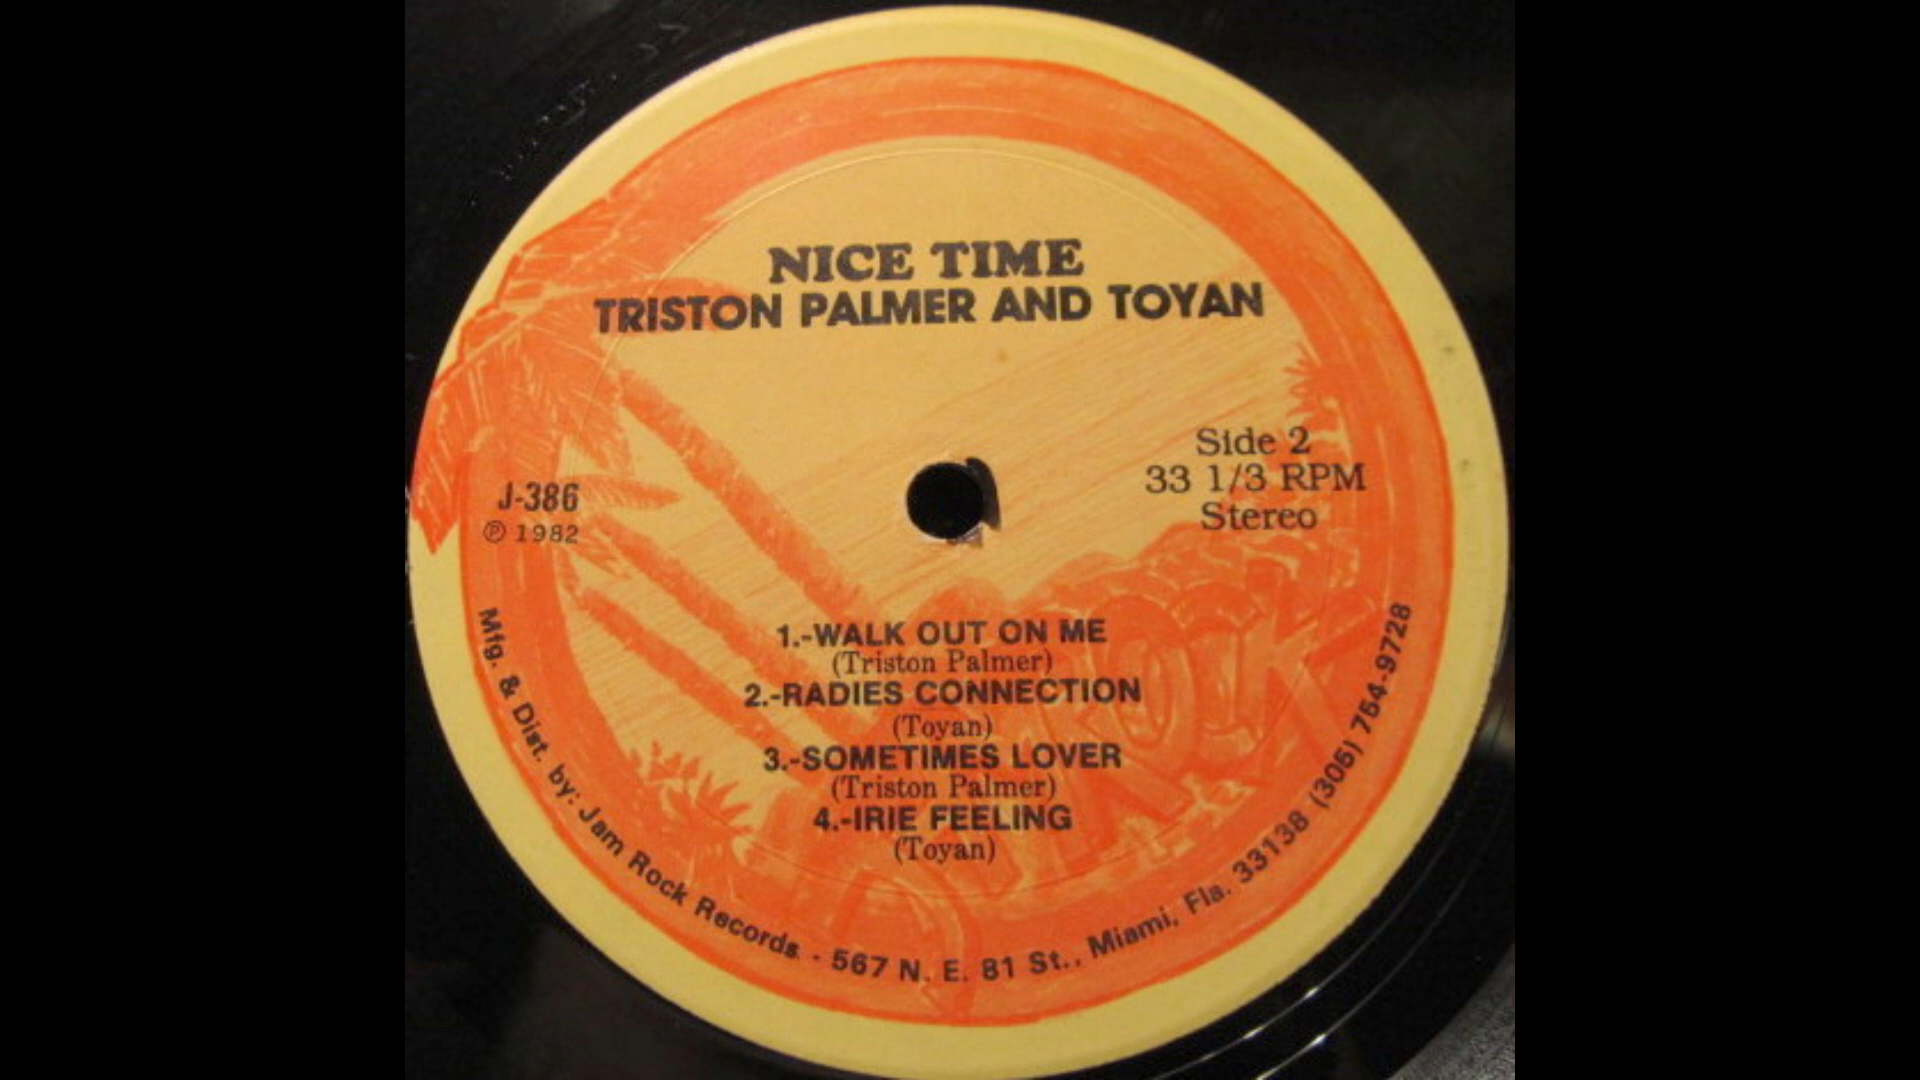 NICE TIME
TRISTON PALMER AND TOYAN
Side 2
33 1/3 RPM
Stereo
J-386
℗ 1982
1.-WALK OUT ON ME
(Triston Palmer)
2.-RADIES CONNECTION
(Toyan)
3.-SOMETIMES LOVER
(Triston Palmer)
4.-IRIE FEELING
(Toyan)
Mfg. & Dist. by: Jam Rock Records - 567 N. E. 81 St., Miami, Fla. 33138 (305) 754-9728